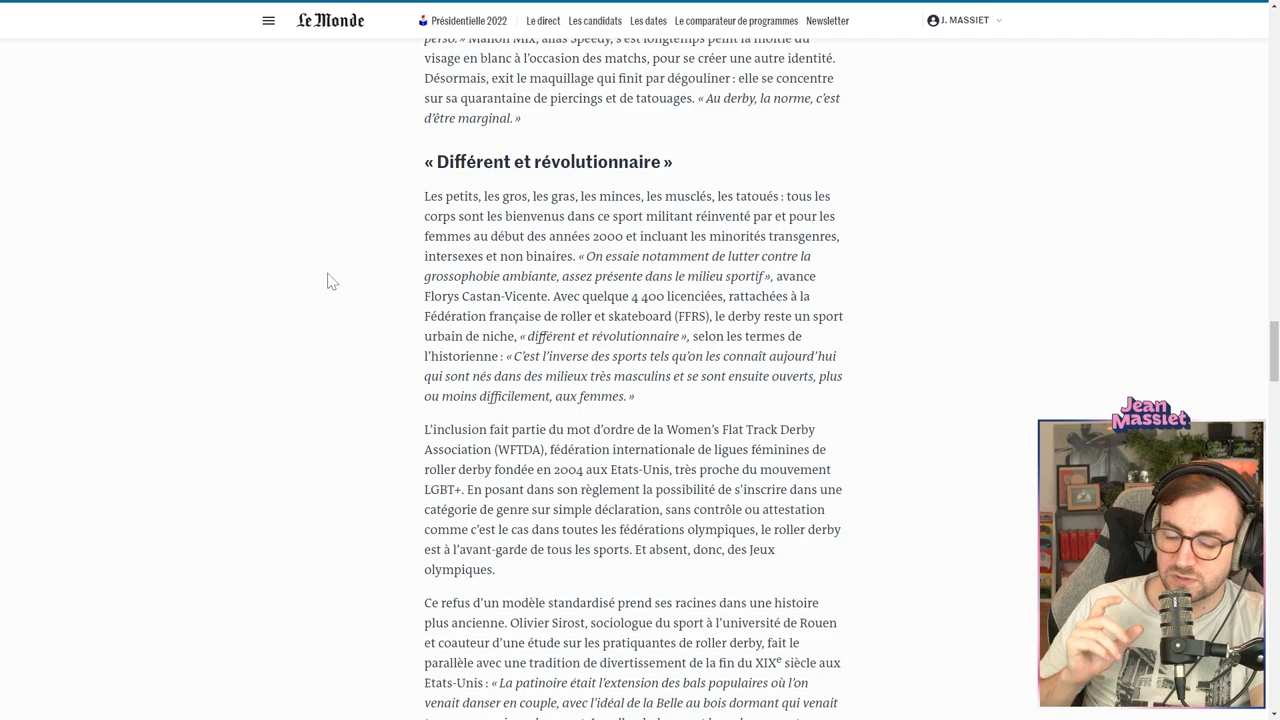 Le Monde
Présidentielle 2022
Le direct
Les candidats
Les dates
Le comparateur de programmes
Newsletter
J. MASSIET
perso. » Manon Mix, alias Speedy, s'est longtemps peint la moitié du
visage en blanc à l'occasion des matchs, pour se créer une autre identité.
Désormais, exit le maquillage qui finit par dégouliner : elle se concentre
sur sa quarantaine de piercings et de tatouages. « Au derby, la norme, c'est
d'être marginal. »
« Différent et révolutionnaire »
Les petits, les gros, les gras, les minces, les musclés, les tatoués : tous les
corps sont les bienvenus dans ce sport militant réinventé par et pour les
femmes au début des années 2000 et incluant les minorités transgenres,
intersexes et non binaires. « On essaie notamment de lutter contre la
grossophobie ambiante, assez présente dans le milieu sportif », avance
Florys Castan-Vicente. Avec quelque 4 400 licenciées, rattachées à la
Fédération française de roller et skateboard (FFRS), le derby reste un sport
urbain de niche, « différent et révolutionnaire », selon les termes de
l'historienne : « C'est l'inverse des sports tels qu'on les connaît aujourd'hui
qui sont nés dans des milieux très masculins et se sont ensuite ouverts, plus
ou moins difficilement, aux femmes. »
L'inclusion fait partie du mot d'ordre de la Women's Flat Track Derby
Association (WFTDA), fédération internationale de ligues féminines de
roller derby fondée en 2004 aux Etats-Unis, très proche du mouvement
LGBT+. En posant dans son règlement la possibilité de s'inscrire dans une
catégorie de genre sur simple déclaration, sans contrôle ou attestation
comme c'est le cas dans toutes les fédérations olympiques, le roller derby
est à l'avant-garde de tous les sports. Et absent, donc, des Jeux
olympiques.
Ce refus d'un modèle standardisé prend ses racines dans une histoire
plus ancienne. Olivier Sirost, sociologue du sport à l'université de Rouen
et coauteur d'une étude sur les pratiquantes de roller derby, fait le
parallèle avec une tradition de divertissement de la fin du XIXe siècle aux
Etats-Unis : « La patinoire était l'extension des bals populaires où l'on
venait danser en couple, avec l'idéal de la Belle au bois dormant qui venait
Jean
Massiet